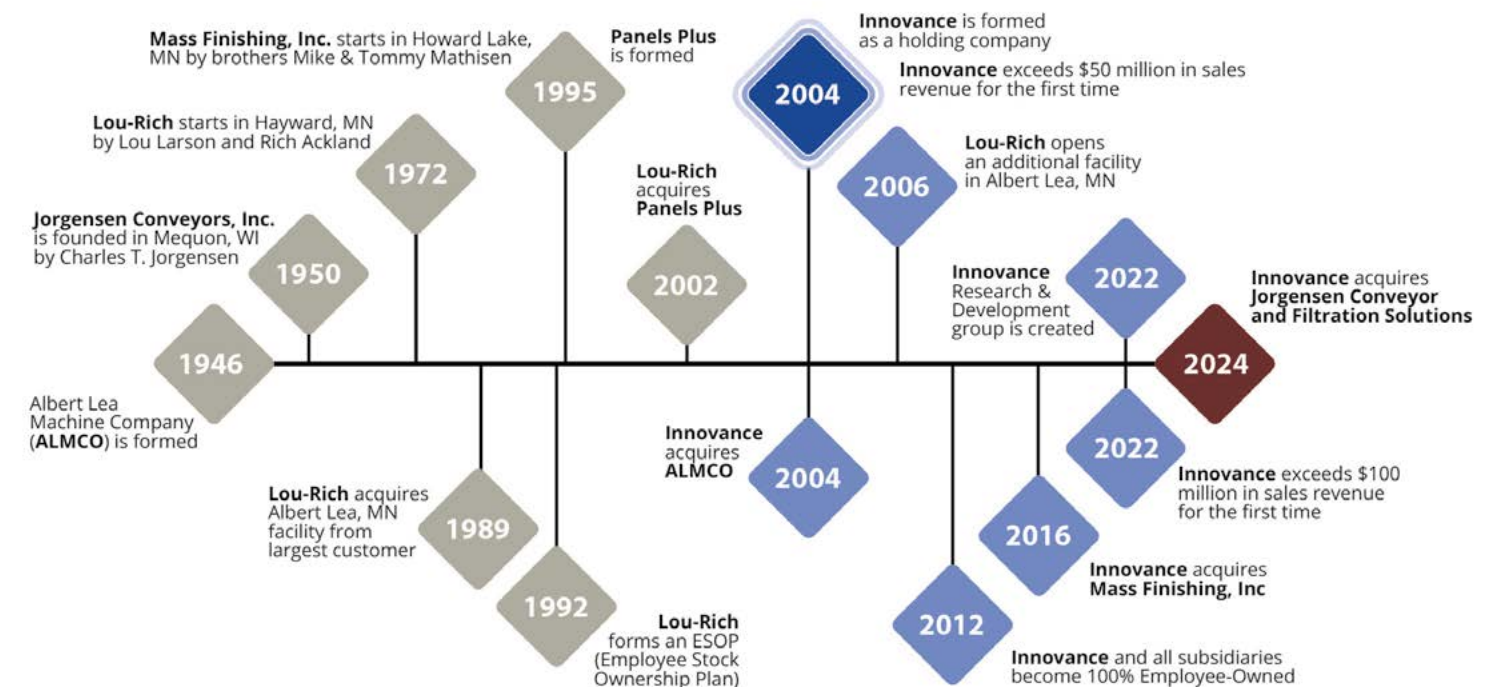 Mass Finishing, Inc. starts in Howard Lake,
MN by brothers Mike & Tommy Mathisen
1995
Panels Plus
is formed
2004
Innovance is formed
as a holding company
Innovance exceeds $50 million in sales
revenue for the first time
Lou-Rich starts in Hayward, MN
by Lou Larson and Rich Ackland
1972
Lou-Rich
acquires
Panels Plus
2002
2006
Lou-Rich opens
an additional facility
in Albert Lea, MN
Jorgensen Conveyors, Inc.
is founded in Mequon, WI
by Charles T. Jorgensen
1950
Innovance
Research &
Development
group is created
2022
Innovance acquires
Jorgensen Conveyor
and Filtration Solutions
1946
2024
Albert Lea
Machine Company
(ALMCO) is formed
Innovance
acquires
ALMCO
2004
2022
Innovance exceeds $100
million in sales revenue
for the first time
Lou-Rich acquires
Albert Lea, MN
facility from
largest customer
1989
2016
Innovance acquires
Mass Finishing, Inc
1992
Lou-Rich
forms an ESOP
(Employee Stock
Ownership Plan)
2012
Innovance and all subsidiaries
become 100% Employee-Owned